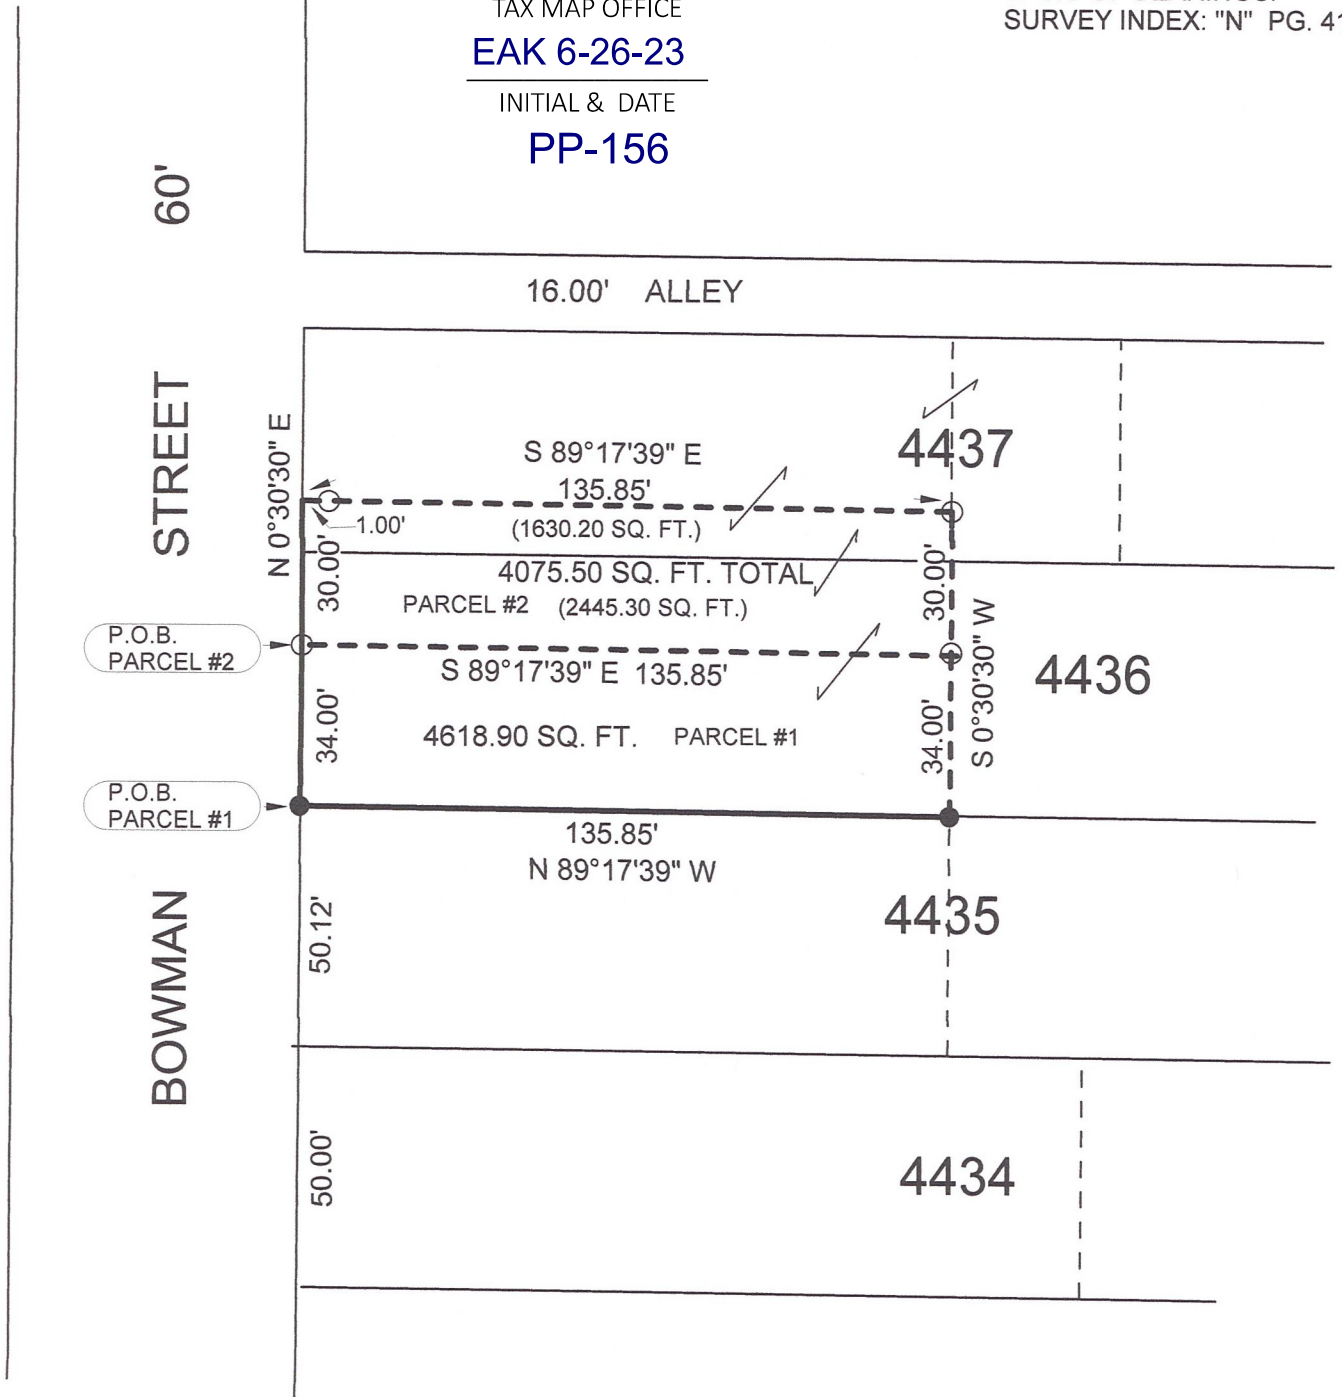 TAX MAP OFFICE
EAK 6-26-23
INITIAL & DATE
PP-156
SURVEY INDEX: "N" PG. 41
60'
16.00' ALLEY
STREET
N 0°30'30" E
S 89°17'39" E
135.85'
(1630.20 SQ. FT.)
4437
1.00'
30.00'
4075.50 SQ. FT. TOTAL
PARCEL #2 (2445.30 SQ. FT.)
30.00'
P.O.B.
PARCEL #2
S 89°17'39" E 135.85'
S 0°30'30" W
4436
34.00'
4618.90 SQ. FT. PARCEL #1
34.00'
P.O.B.
PARCEL #1
135.85'
N 89°17'39" W
BOWMAN
50.12'
4435
50.00'
4434